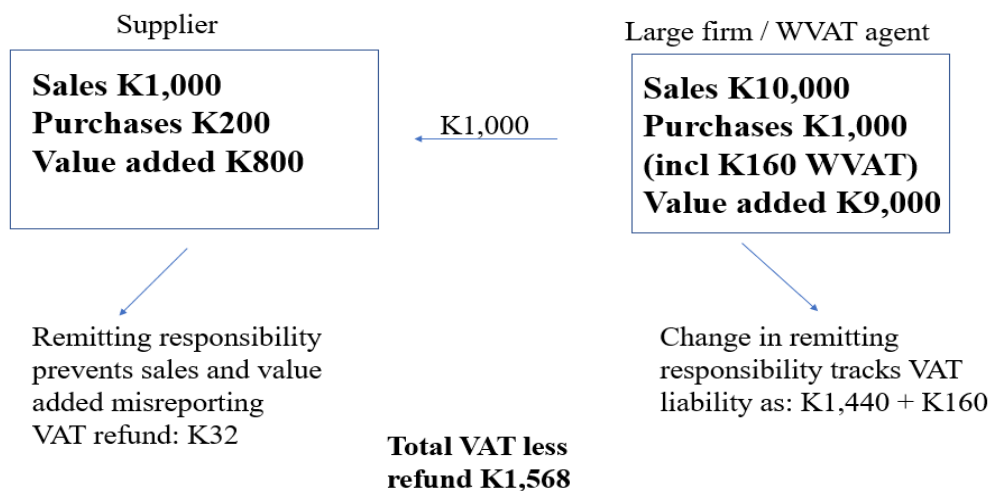 Supplier
Sales K1,000
Purchases K200
Value added K800
K1,000
Large firm / WVAT agent
Sales K10,000
Purchases K1,000
(incl K160 WVAT)
Value added K9,000
Remitting responsibility
prevents sales and value
added misreporting
VAT refund: K32
Change in remitting
responsibility tracks VAT
liability as: K1,440 + K160
Total VAT less
refund K1,568